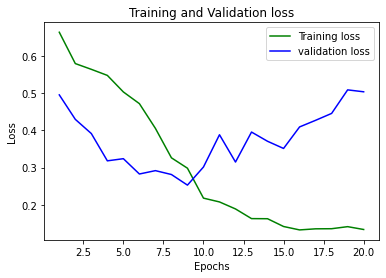 Training and Validation loss
Training loss
validation loss
Loss
0.6
0.5
0.4
0.3
0.2
2.5 5.0 7.5 10.0 12.5 15.0 17.5 20.0
Epochs